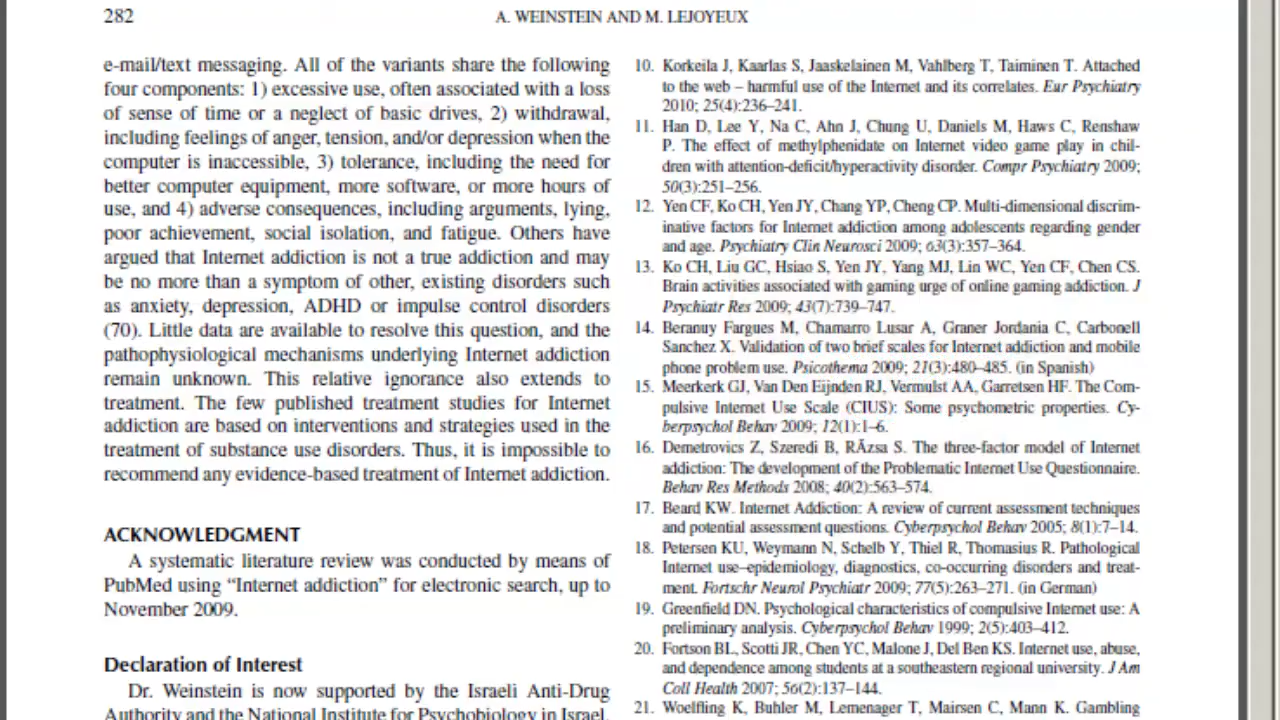 282
A. WEINSTEIN AND M. LEJOYEUX
e-mail/text messaging. All of the variants share the following
four components: 1) excessive use, often associated with a loss
of sense of time or a neglect of basic drives, 2) withdrawal,
including feelings of anger, tension, and/or depression when the
computer is inaccessible, 3) tolerance, including the need for
better computer equipment, more software, or more hours of
use, and 4) adverse consequences, including arguments, lying,
poor achievement, social isolation, and fatigue. Others have
argued that Internet addiction is not a true addiction and may
be no more than a symptom of other, existing disorders such
as anxiety, depression, ADHD or impulse control disorders
(70). Little data are available to resolve this question, and the
pathophysiological mechanisms underlying Internet addiction
remain unknown. This relative ignorance also extends to
treatment. The few published treatment studies for Internet
addiction are based on interventions and strategies used in the
treatment of substance use disorders. Thus, it is impossible to
recommend any evidence-based treatment of Internet addiction.
ACKNOWLEDGMENT
A systematic literature review was conducted by means of
PubMed using “Internet addiction” for electronic search, up to
November 2009.
Declaration of Interest
Dr. Weinstein is now supported by the Israeli Anti-Drug
Authority and the National Institute for Psychobiology in Israel.
10. Korkeila J, Kaarlas S, Jaaskelainen M, Vahlberg T, Taiminen T. Attached
to the web – harmful use of the Internet and its correlates. Eur Psychiatry
2010; 25(4):236–241.
11. Han D, Lee Y, Na C, Ahn J, Chung U, Daniels M, Haws C, Renshaw
P. The effect of methylphenidate on Internet video game play in chil-
dren with attention-deficit/hyperactivity disorder. Compr Psychiatry 2009;
50(3):251–256.
12. Yen CF, Ko CH, Yen JY, Chang YP, Cheng CP. Multi-dimensional discrim-
inative factors for Internet addiction among adolescents regarding gender
and age. Psychiatry Clin Neurosci 2009; 63(3):357–364.
13. Ko CH, Liu GC, Hsiao S, Yen JY, Yang MJ, Lin WC, Yen CF, Chen CS.
Brain activities associated with gaming urge of online gaming addiction. J
Psychiatr Res 2009; 43(7):739–747.
14. Beranuy Fargues M, Chamarro Lusar A, Graner Jordania C, Carbonell
Sanchez X. Validation of two brief scales for Internet addiction and mobile
phone problem use. Psicothema 2009; 21(3):480–485. (in Spanish)
15. Meerkerk GJ, Van Den Eijnden RJ, Vermulst AA, Garretsen HF. The Com-
pulsive Internet Use Scale (CIUS): Some psychometric properties. Cy-
berpsychol Behav 2009; 12(1):1–6.
16. Demetrovics Z, Szeredi B, RÃzsa S. The three-factor model of Internet
addiction: The development of the Problematic Internet Use Questionnaire.
Behav Res Methods 2008; 40(2):563–574.
17. Beard KW. Internet Addiction: A review of current assessment techniques
and potential assessment questions. Cyberpsychol Behav 2005; 8(1):7–14.
18. Petersen KU, Weymann N, Schelb Y, Thiel R, Thomasius R. Pathological
Internet use–epidemiology, diagnostics, co-occurring disorders and treat-
ment. Fortschr Neurol Psychiatr 2009; 77(5):263–271. (in German)
19. Greenfield DN. Psychological characteristics of compulsive Internet use: A
preliminary analysis. Cyberpsychol Behav 1999; 2(5):403–412.
20. Fortson BL, Scotti JR, Chen YC, Malone J, Del Ben KS. Internet use, abuse,
and dependence among students at a southeastern regional university. J Am
Coll Health 2007; 56(2):137–144.
21. Woelfling K, Buhler M, Lemenager T, Mairsen C, Mann K. Gambling